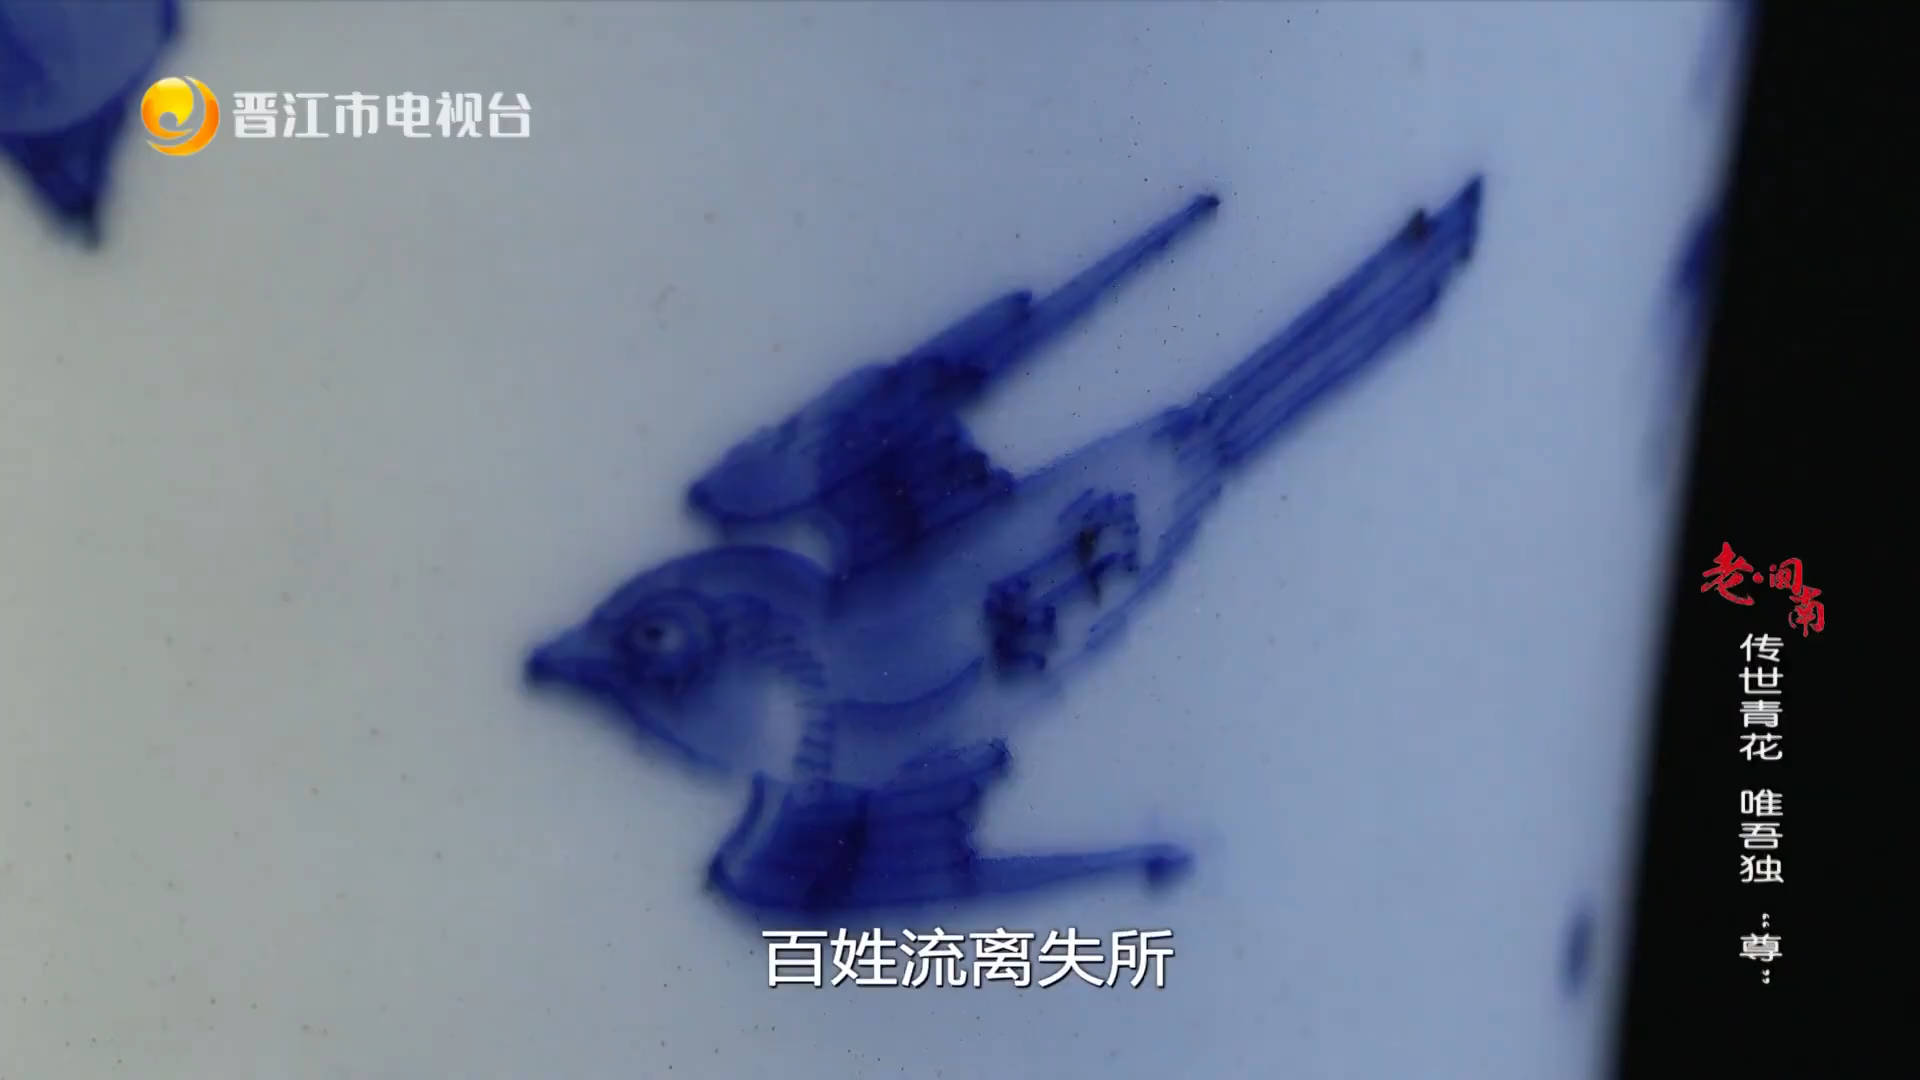 晋江市电视台
老·闽南
传世青花 唯吾独“尊”
百姓流离失所